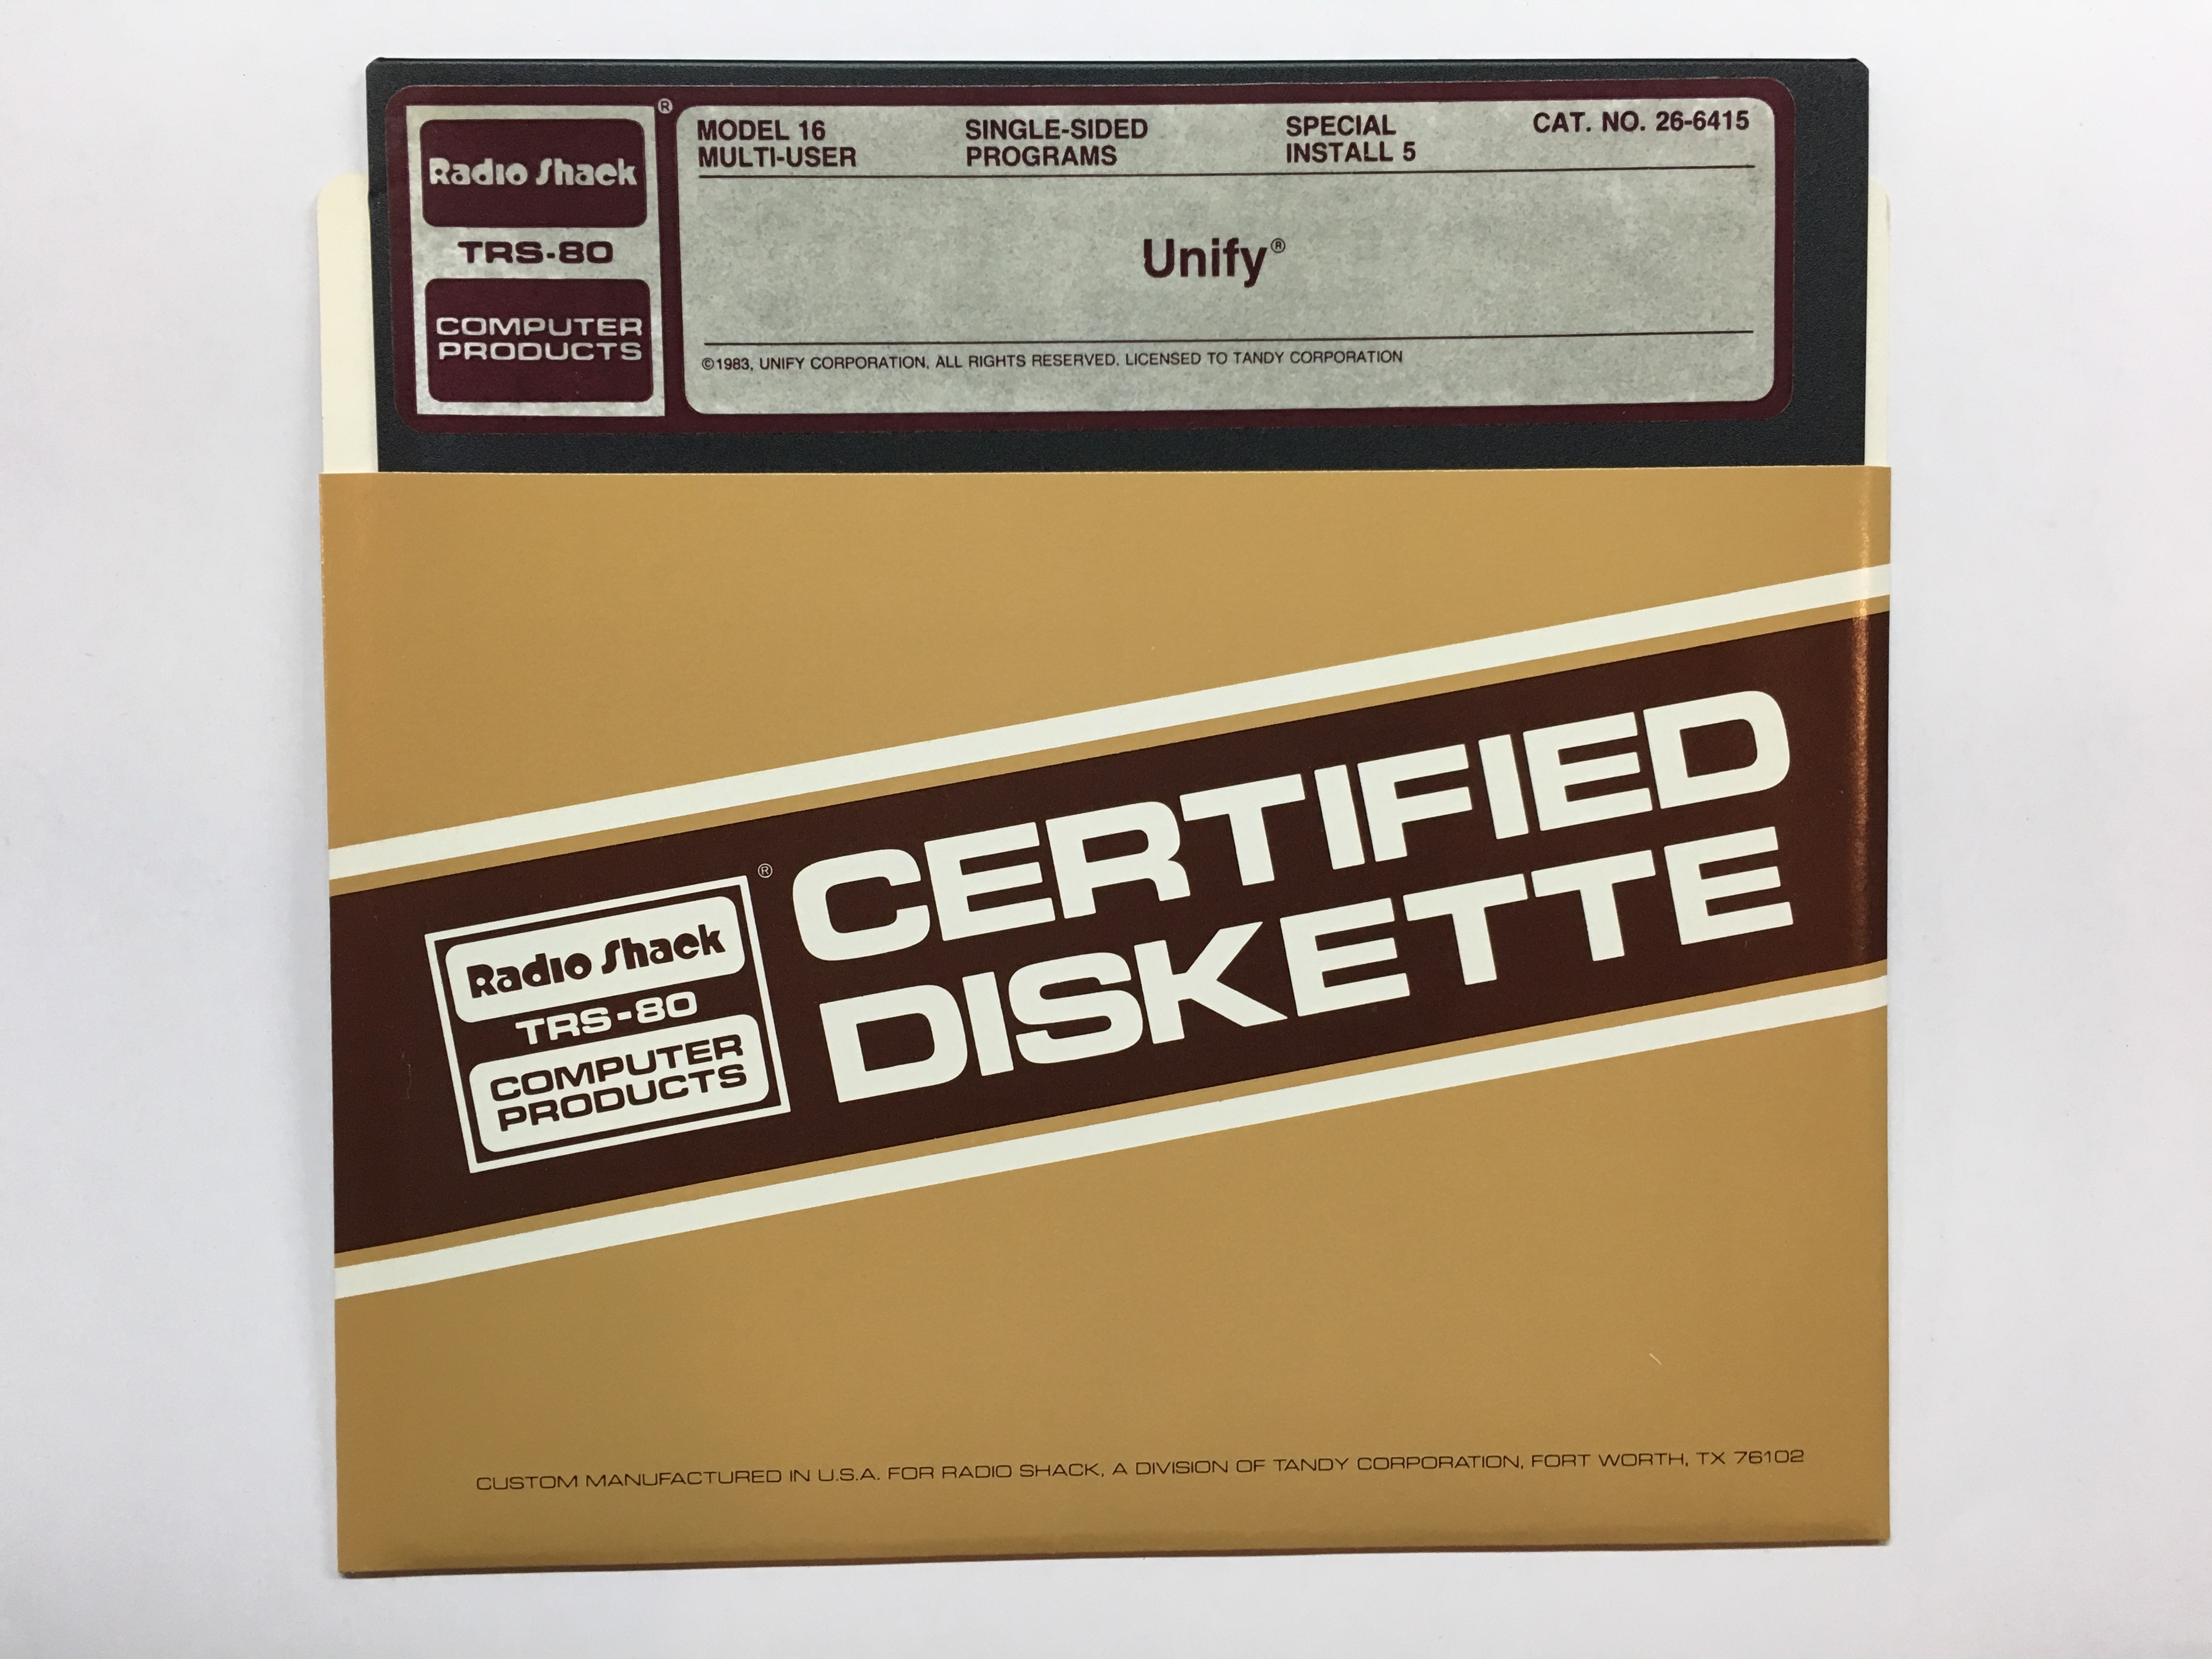 Radio Shack ®
TRS-80
COMPUTER
PRODUCTS
MODEL 16
MULTI-USER
SINGLE-SIDED
PROGRAMS
SPECIAL
INSTALL 5
CAT. NO. 26-6415
Unify®
©1983, UNIFY CORPORATION, ALL RIGHTS RESERVED. LICENSED TO TANDY CORPORATION
Radio Shack ®
TRS-80
COMPUTER
PRODUCTS
CERTIFIED
DISKETTE
CUSTOM MANUFACTURED IN U.S.A. FOR RADIO SHACK, A DIVISION OF TANDY CORPORATION, FORT WORTH, TX 76102